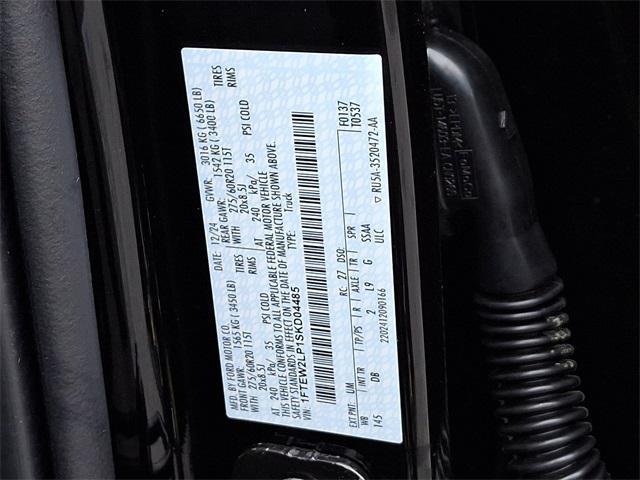 MFD. BY FORD MOTOR CO.
DATE: 12/24 GVWR: 3016 KG ( 6650 LB)
FRONT GAWR: 1565 KG ( 3450 LB)
REAR GAWR: 1542 KG ( 3400 LB)
275/60R20 115T TIRES
WITH 275/60R20 115T TIRES
20x8.5J RIMS
20x8.5J RIMS
AT 240 kPa/ 35 PSI COLD
AT 240 kPa/ 35 PSI COLD
THIS VEHICLE CONFORMS TO ALL APPLICABLE FEDERAL MOTOR VEHICLE
SAFETY STANDARDS IN EFFECT ON THE DATE OF MANUFACTURE SHOWN ABOVE.
VIN: 1FTEW2LP1SKD04485 TYPE: Truck
F0137
T0537
EXT PNT: UM RC: 27 DSO:
WB INT TR TP/PS R AXLE TR SPR
145 DB 2 L9 G SSAA
ULC
2202412090166
▽ RU5A-3520472-AA